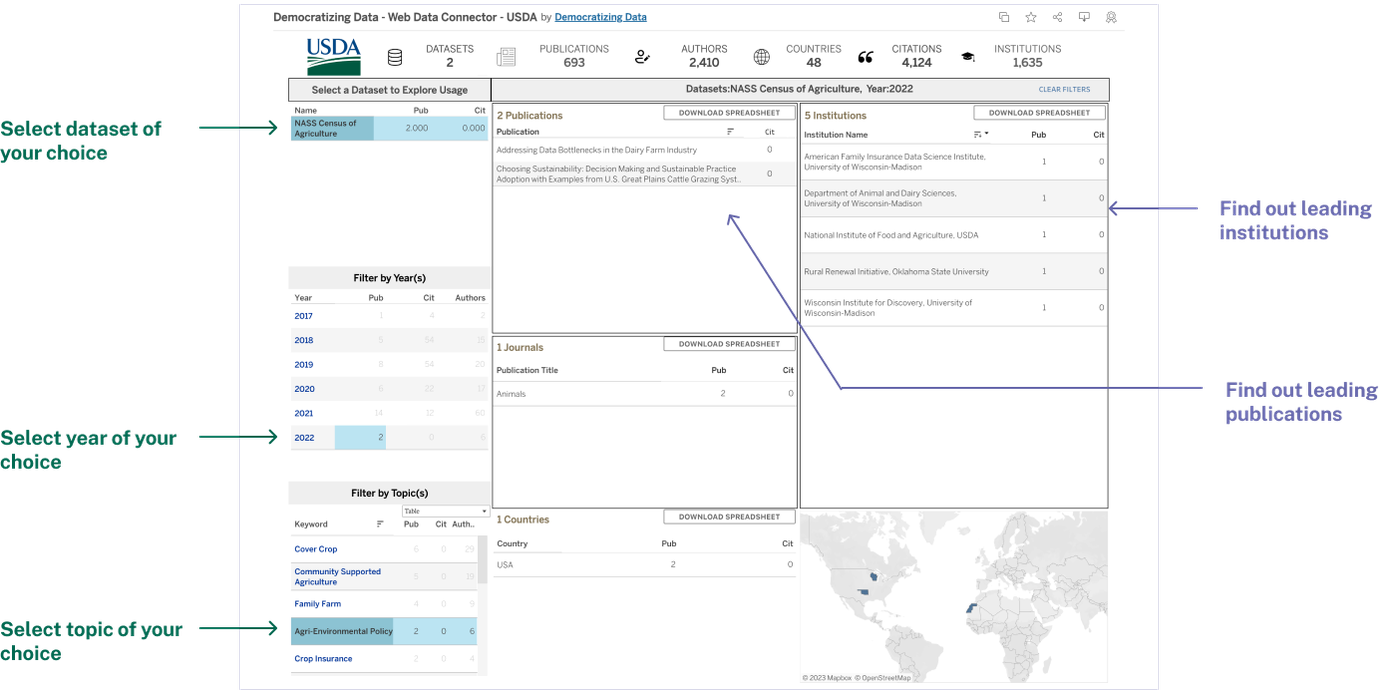 Democratizing Data - Web Data Connector - USDA by Democratizing Data
USDA
DATASETS
2
PUBLICATIONS
693
AUTHORS
2,410
COUNTRIES
48
CITATIONS
4,124
INSTITUTIONS
1,635
Select a Dataset to Explore Usage
Datasets:NASS Census of Agriculture, Year:2022
CLEAR FILTERS
Name Pub Cit
NASS Census of
Agriculture
2.000 0.000
2 Publications
DOWNLOAD SPREADSHEET
Publication Cit
Addressing Data Bottlenecks in the Dairy Farm Industry 0
Choosing Sustainability: Decision Making and Sustainable Practice
Adoption with Examples from U.S. Great Plains Cattle Grazing Syst..
0
5 Institutions
DOWNLOAD SPREADSHEET
Institution Name Pub Cit
American Family Insurance Data Science Institute,
University of Wisconsin-Madison
1 0
Department of Animal and Dairy Sciences,
University of Wisconsin-Madison
1 0
National Institute of Food and Agriculture, USDA 1 0
Rural Renewal Initiative, Oklahoma State University 1 0
Wisconsin Institute for Discovery, University of
Wisconsin-Madison
1 0
Filter by Year(s)
Year Pub Cit Authors
2017 1 4 2
2018 5 54 15
2019 8 54 20
2020 6 22 17
2021 14 12 60
2022 2 0 6
1 Journals
DOWNLOAD SPREADSHEET
Publication Title Pub Cit
Animals 2 0
Filter by Topic(s)
Table
Keyword Pub Cit Auth..
Cover Crop 6 0 29
Community Supported
Agriculture
5 0 19
Family Farm 4 0 9
Agri-Environmental Policy 2 0 6
Crop Insurance 2 0 4
1 Countries
DOWNLOAD SPREADSHEET
Country Pub Cit
USA 2 0
© 2023 Mapbox © OpenStreetMap
Select dataset of
your choice
Select year of your
choice
Select topic of your
choice
Find out leading
institutions
Find out leading
publications